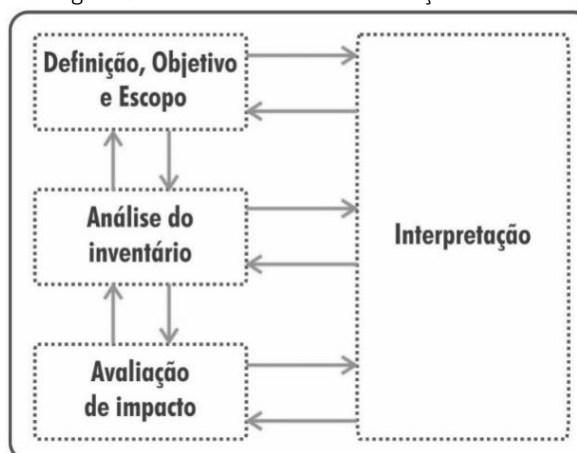 Definição, Objetivo
e Escopo
Análise do
inventário
Interpretação
Avaliação
de impacto